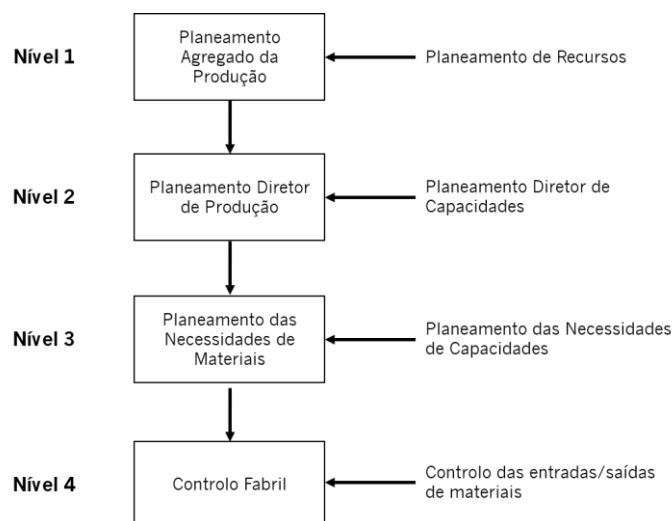 Nível 1
Planeamento
Agregado da
Produção
Planeamento de Recursos
Nível 2
Planeamento Diretor
de Produção
Planeamento Diretor de
Capacidades
Nível 3
Planeamento das
Necessidades de
Materiais
Planeamento das Necessidades
de Capacidades
Nível 4
Controlo Fabril
Controlo das entradas/saídas
de materiais